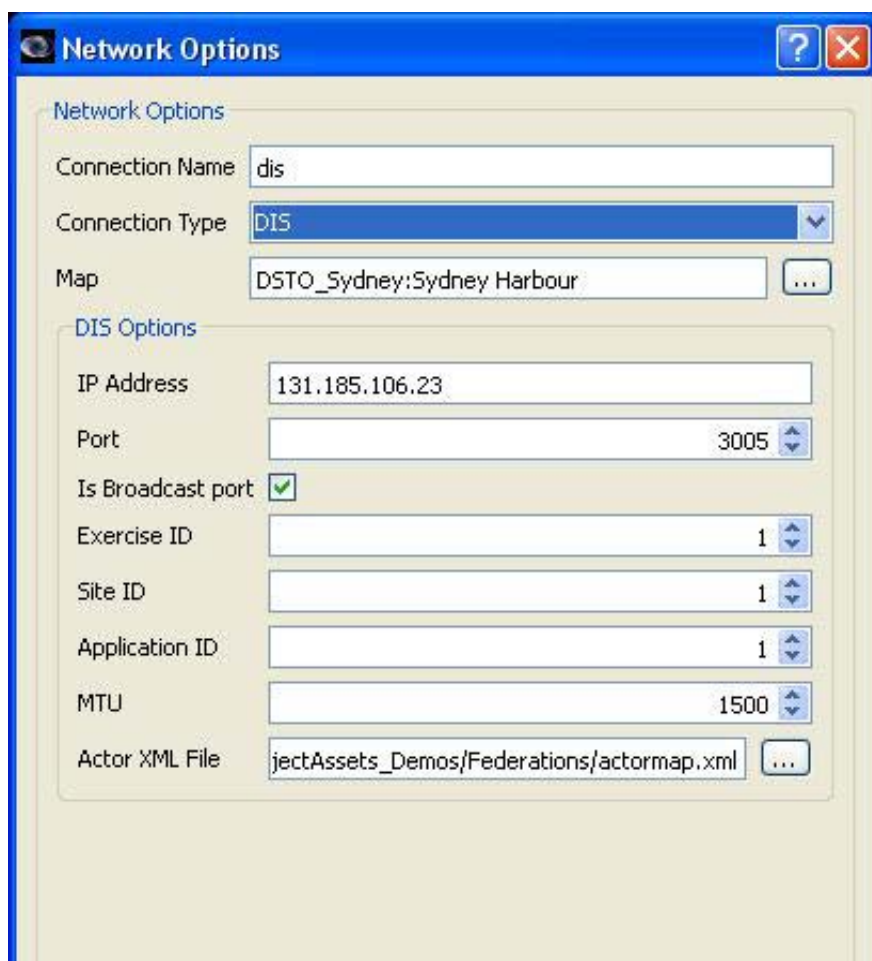 Network Options
Network Options
Connection Name dis
Connection Type DIS
Map DSTO_Sydney:Sydney Harbour ...
DIS Options
IP Address 131.185.106.23
Port 3005
Is Broadcast port
Exercise ID 1
Site ID 1
Application ID 1
MTU 1500
Actor XML File jectAssets_Demos/Federations/actormap.xml ...